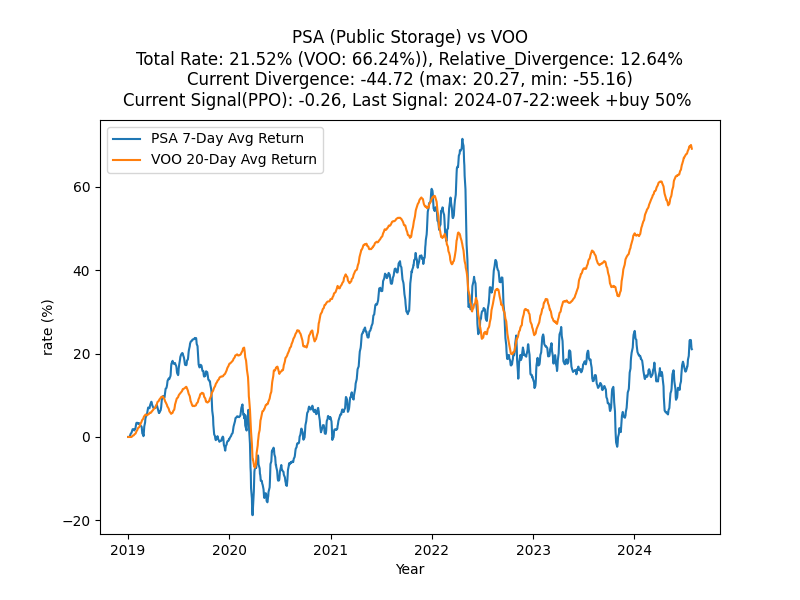 PSA (Public Storage) vs VOO
Total Rate: 21.52% (VOO: 66.24%)), Relative_Divergence: 12.64%
Current Divergence: -44.72 (max: 20.27, min: -55.16)
Current Signal(PPO): -0.26, Last Signal: 2024-07-22:week +buy 50%
PSA 7-Day Avg Return
VOO 20-Day Avg Return
rate (%)
60
40
20
0
−20
2019 2020 2021 2022 2023 2024
Year